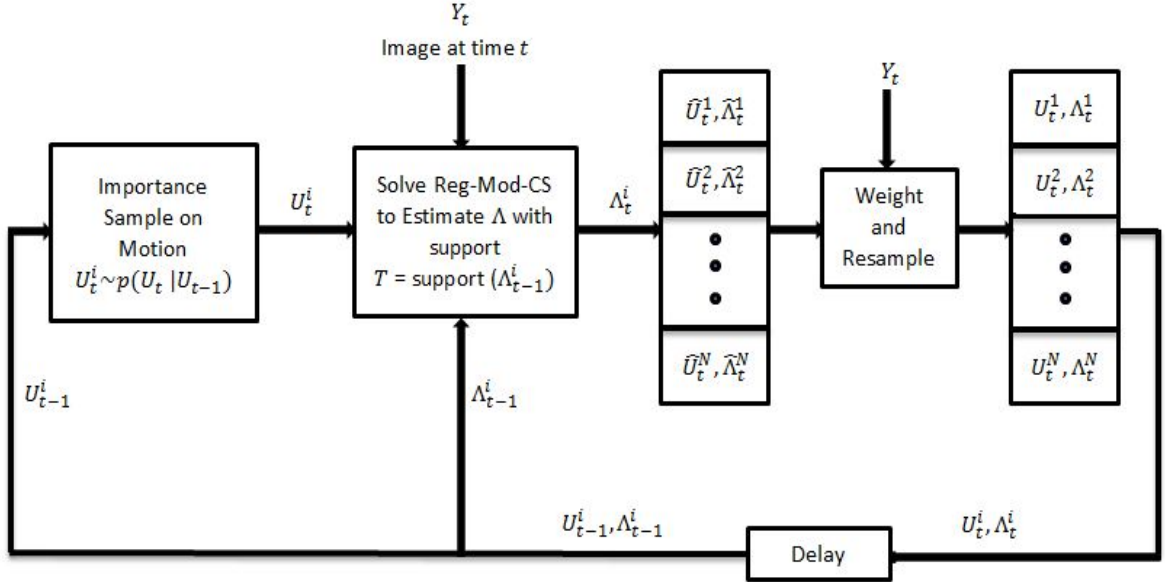 Y_t
Image at time t
Importance
Sample on
Motion
U_t^i~p(U_t |U_{t−1})
U_t^i
Solve Reg-Mod-CS
to Estimate Λ with
support
T = support (Λ_{t−1}^i)
Λ_t^i
Û_t^1, Λ̂_t^1
Û_t^2, Λ̂_t^2
Û_t^N, Λ̂_t^N
Y_t
Weight
and
Resample
U_t^1, Λ_t^1
U_t^2, Λ_t^2
U_t^N, Λ_t^N
U_{t−1}^i
Λ_{t−1}^i
U_{t−1}^i, Λ_{t−1}^i
Delay
U_t^i, Λ_t^i